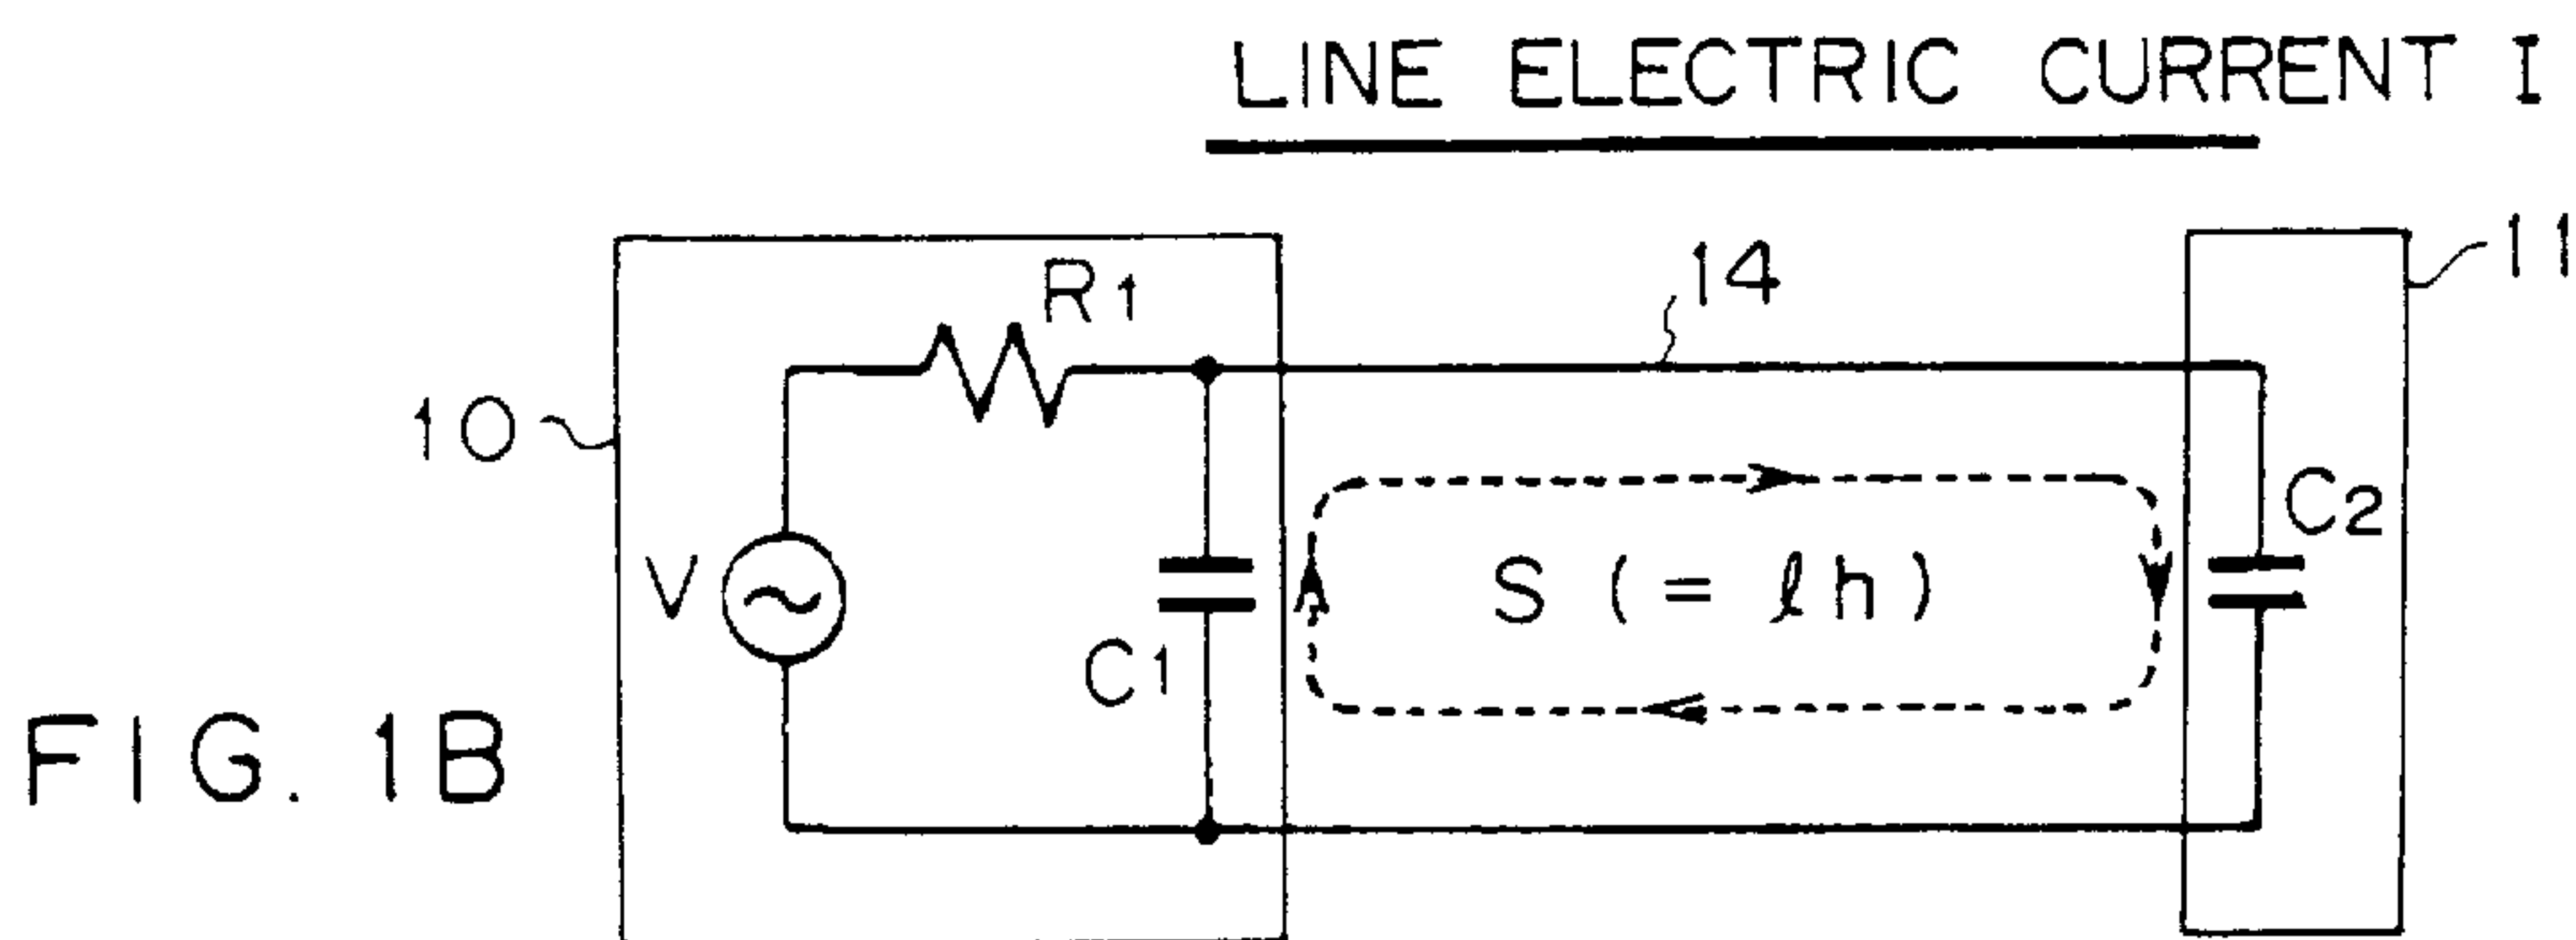 LINE ELECTRIC CURRENT I
11
14
R1
10
C2
V
S (= ℓh)
C1
FIG. 1B